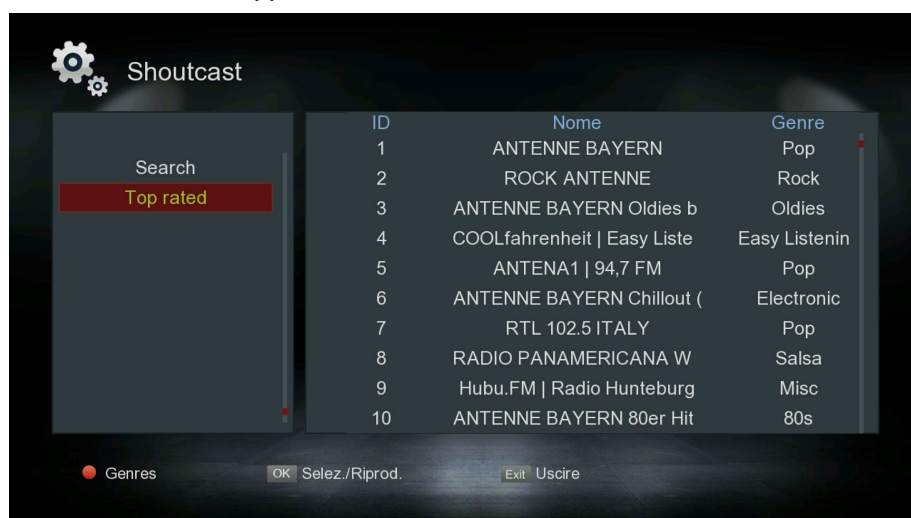 Shoutcast
Search
Top rated
ID Nome Genre
1 ANTENNE BAYERN Pop
2 ROCK ANTENNE Rock
3 ANTENNE BAYERN Oldies b Oldies
4 COOLfahrenheit | Easy Liste Easy Listenin
5 ANTENA1 | 94,7 FM Pop
6 ANTENNE BAYERN Chillout ( Electronic
7 RTL 102.5 ITALY Pop
8 RADIO PANAMERICANA W Salsa
9 Hubu.FM | Radio Hunteburg Misc
10 ANTENNE BAYERN 80er Hit 80s
Genres OK Selez./Riprod. Exit Uscire